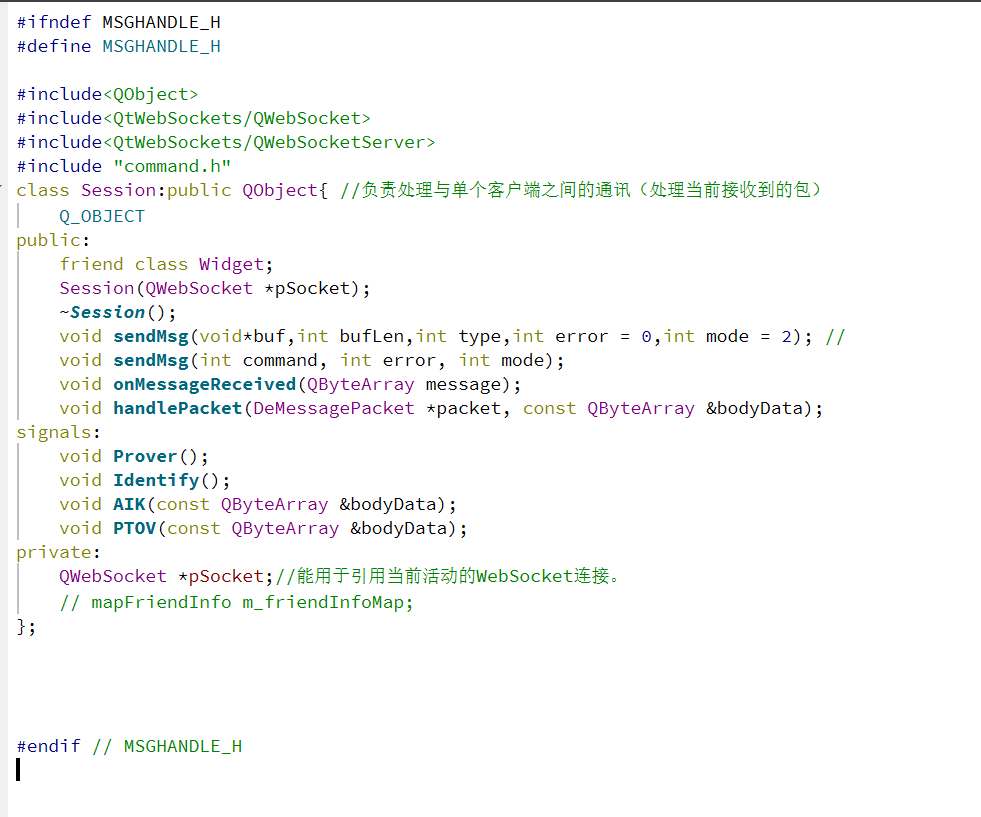 #ifndef MSGHANDLE_H
#define MSGHANDLE_H
#include<QObject>
#include<QtWebSockets/QWebSocket>
#include<QtWebSockets/QWebSocketServer>
#include "command.h"
class Session:public QObject{ //负责处理与单个客户端之间的通讯（处理当前接收到的包）
    Q_OBJECT
public:
    friend class Widget;
    Session(QWebSocket *pSocket);
    ~Session();
    void sendMsg(void*buf,int bufLen,int type,int error = 0,int mode = 2); //
    void sendMsg(int command, int error, int mode);
    void onMessageReceived(QByteArray message);
    void handlePacket(DeMessagePacket *packet, const QByteArray &bodyData);
signals:
    void Prover();
    void Identify();
    void AIK(const QByteArray &bodyData);
    void PTOV(const QByteArray &bodyData);
private:
    QWebSocket *pSocket;//能用于引用当前活动的WebSocket连接。
    // mapFriendInfo m_friendInfoMap;
};
#endif // MSGHANDLE_H